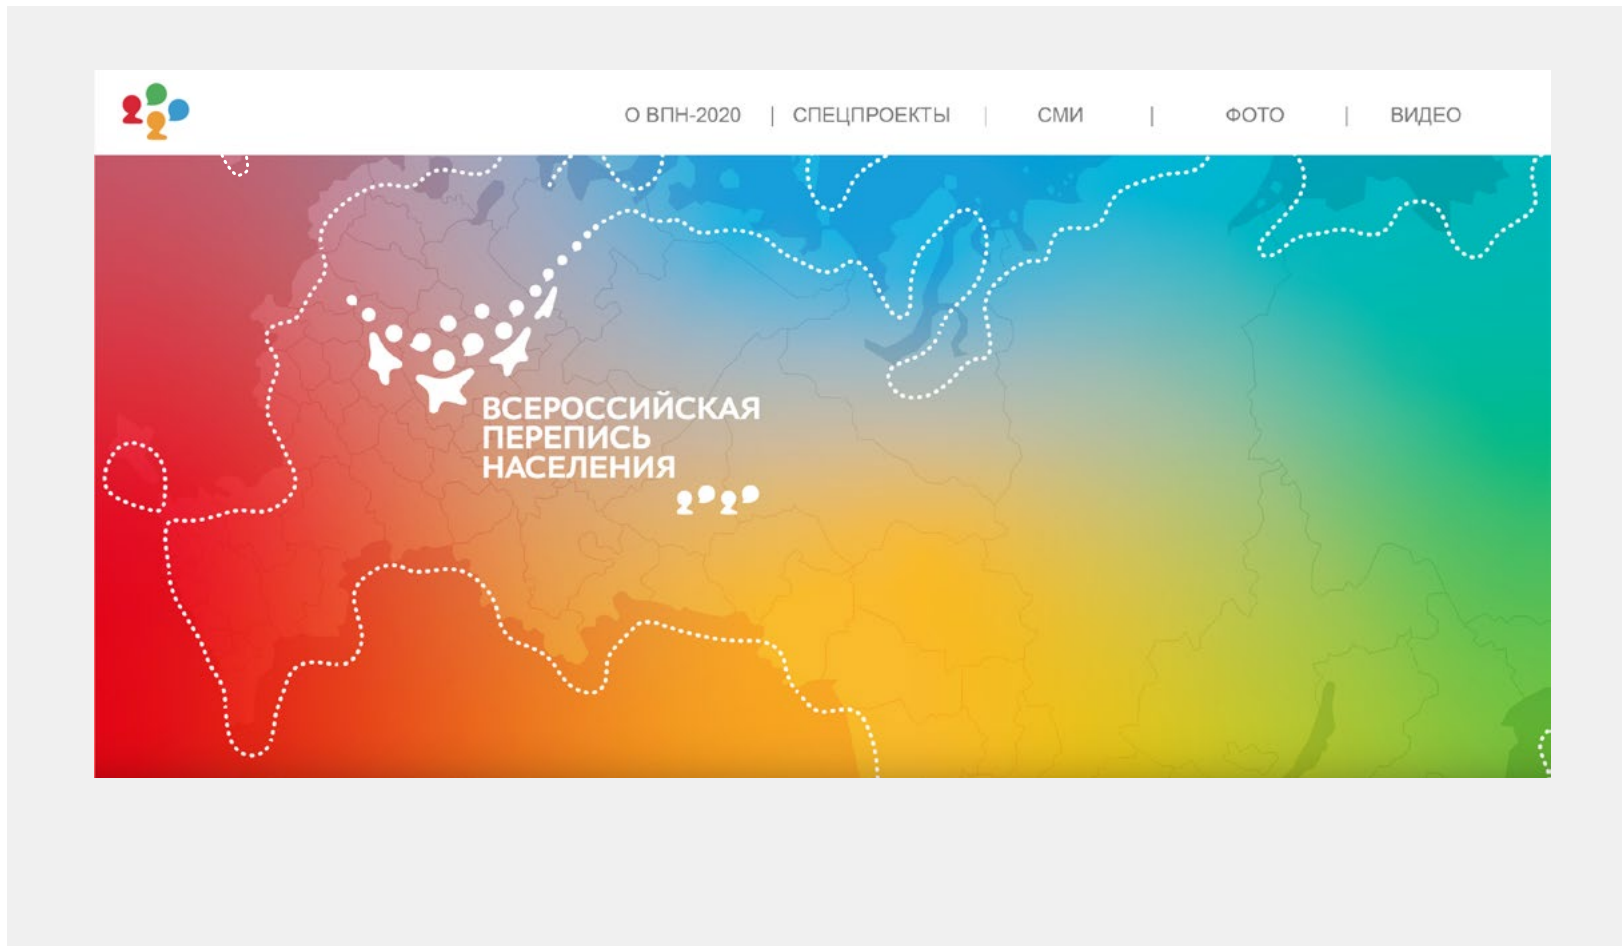 О ВПН-2020 | СПЕЦПРОЕКТЫ | СМИ | ФОТО | ВИДЕО
ВСЕРОССИЙСКАЯ
ПЕРЕПИСЬ
НАСЕЛЕНИЯ